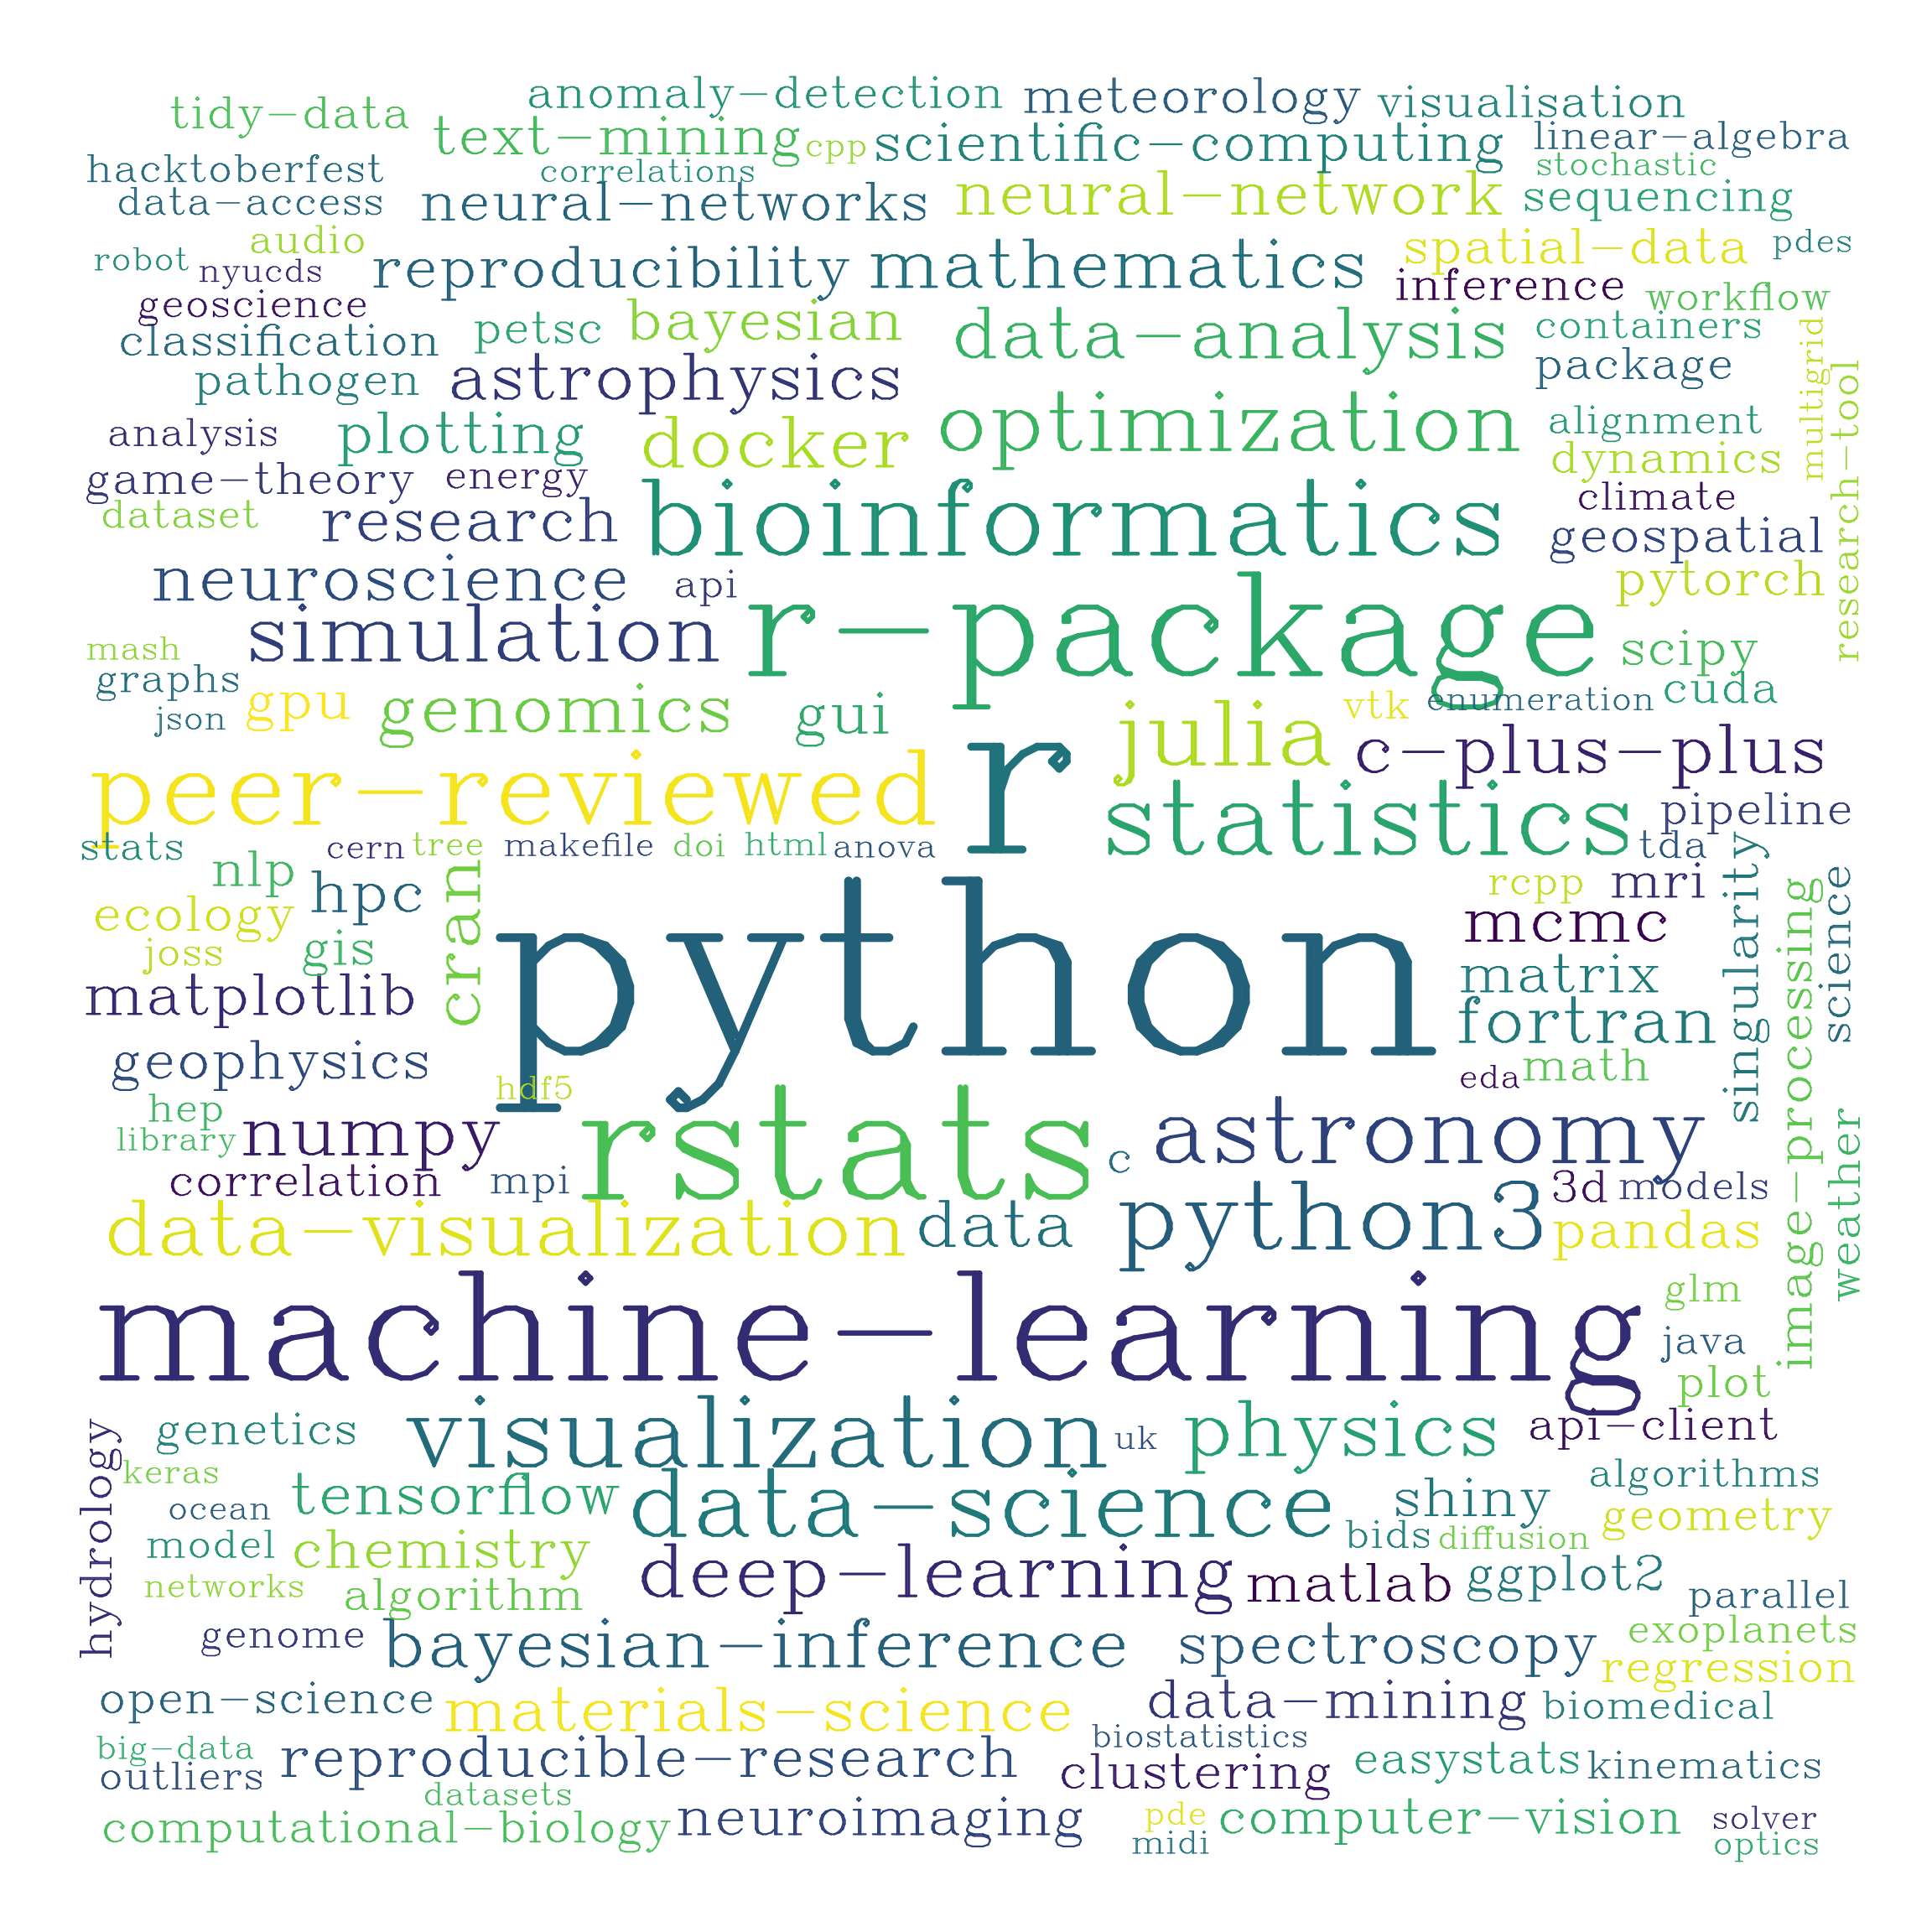 anomaly-detection
meteorology
visualisation
tidy-data
text-mining
cpp
scientific-computing
linear-algebra
hacktoberfest
correlations
stochastic
data-access
neural-networks
neural-network
sequencing
audio
spatial-data
pdes
robot
nyucds
reproducibility
mathematics
inference
workflow
geoscience
classification
petsc
bayesian
data-analysis
containers
package
multigrid
pathogen
astrophysics
research-tool
analysis
plotting
docker
optimization
alignment
dynamics
game-theory
energy
climate
dataset
research
bioinformatics
geospatial
neuroscience
api
pytorch
simulation
r-package
scipy
mash
graphs
json
gpu
genomics
gui
julia
vtk
enumeration
cuda
c-plus-plus
peer-reviewed
r
statistics
pipeline
stats
cern
tree
makefile
doi
html
anova
tda
nlp
hpc
cran
rcpp
mri
singularity
image-processing
science
ecology
joss
gis
python
mcmc
matrix
matplotlib
fortran
geophysics
hdf5
eda
math
hep
library
numpy
rstats
c
astronomy
weather
correlation
mpi
3d
models
data-visualization
data
python3
pandas
machine-learning
glm
java
plot
hydrology
genetics
visualization
uk
physics
api-client
keras
algorithms
ocean
tensorflow
data-science
shiny
geometry
model
chemistry
bids
diffusion
networks
algorithm
deep-learning
matlab
ggplot2
parallel
genome
bayesian-inference
spectroscopy
exoplanets
regression
open-science
materials-science
data-mining
biomedical
big-data
outliers
reproducible-research
biostatistics
clustering
easystats
kinematics
datasets
computational-biology
neuroimaging
pde
midi
computer-vision
solver
optics